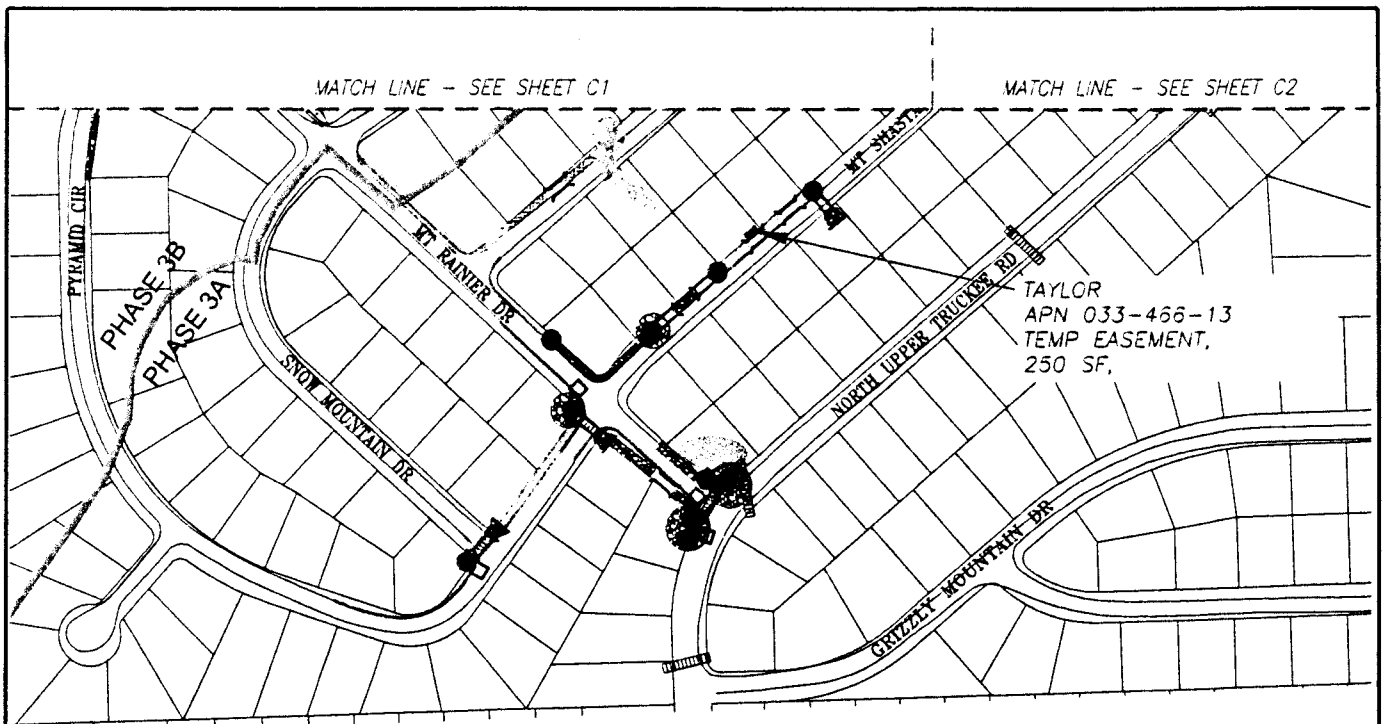 MATCH LINE - SEE SHEET C1
MATCH LINE - SEE SHEET C2
MT SHASTA
PYRAMID CIR
MT RAINIER DR
PHASE 3B
PHASE 3A
SNOW MOUNTAIN DR
NORTH UPPER TRUCKEE RD
TAYLOR
APN 033-466-13
TEMP EASEMENT,
250 SF,
GRIZZLY MOUNTAIN DR